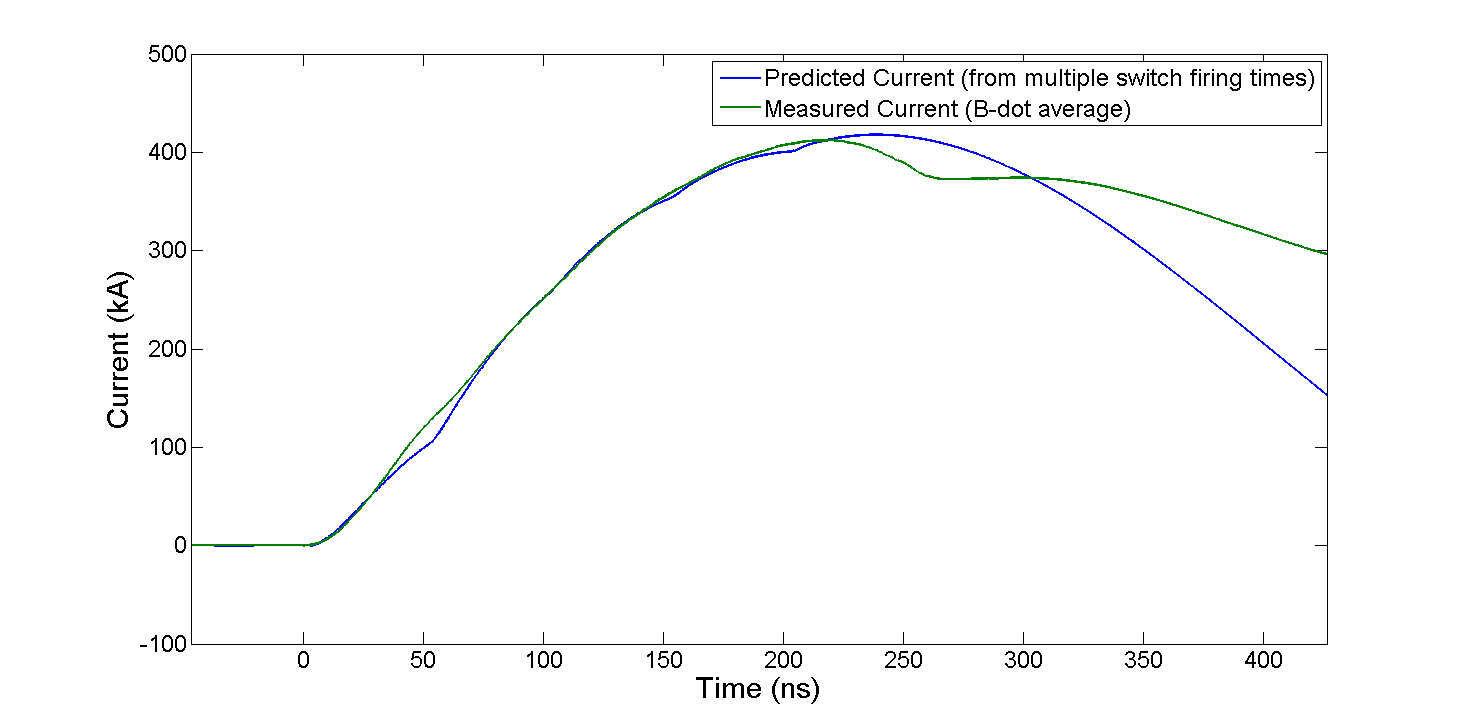 500
400
300
200
100
0
-100
Current (kA)
Predicted Current (from multiple switch firing times)
Measured Current (B-dot average)
0 50 100 150 200 250 300 350 400
Time (ns)